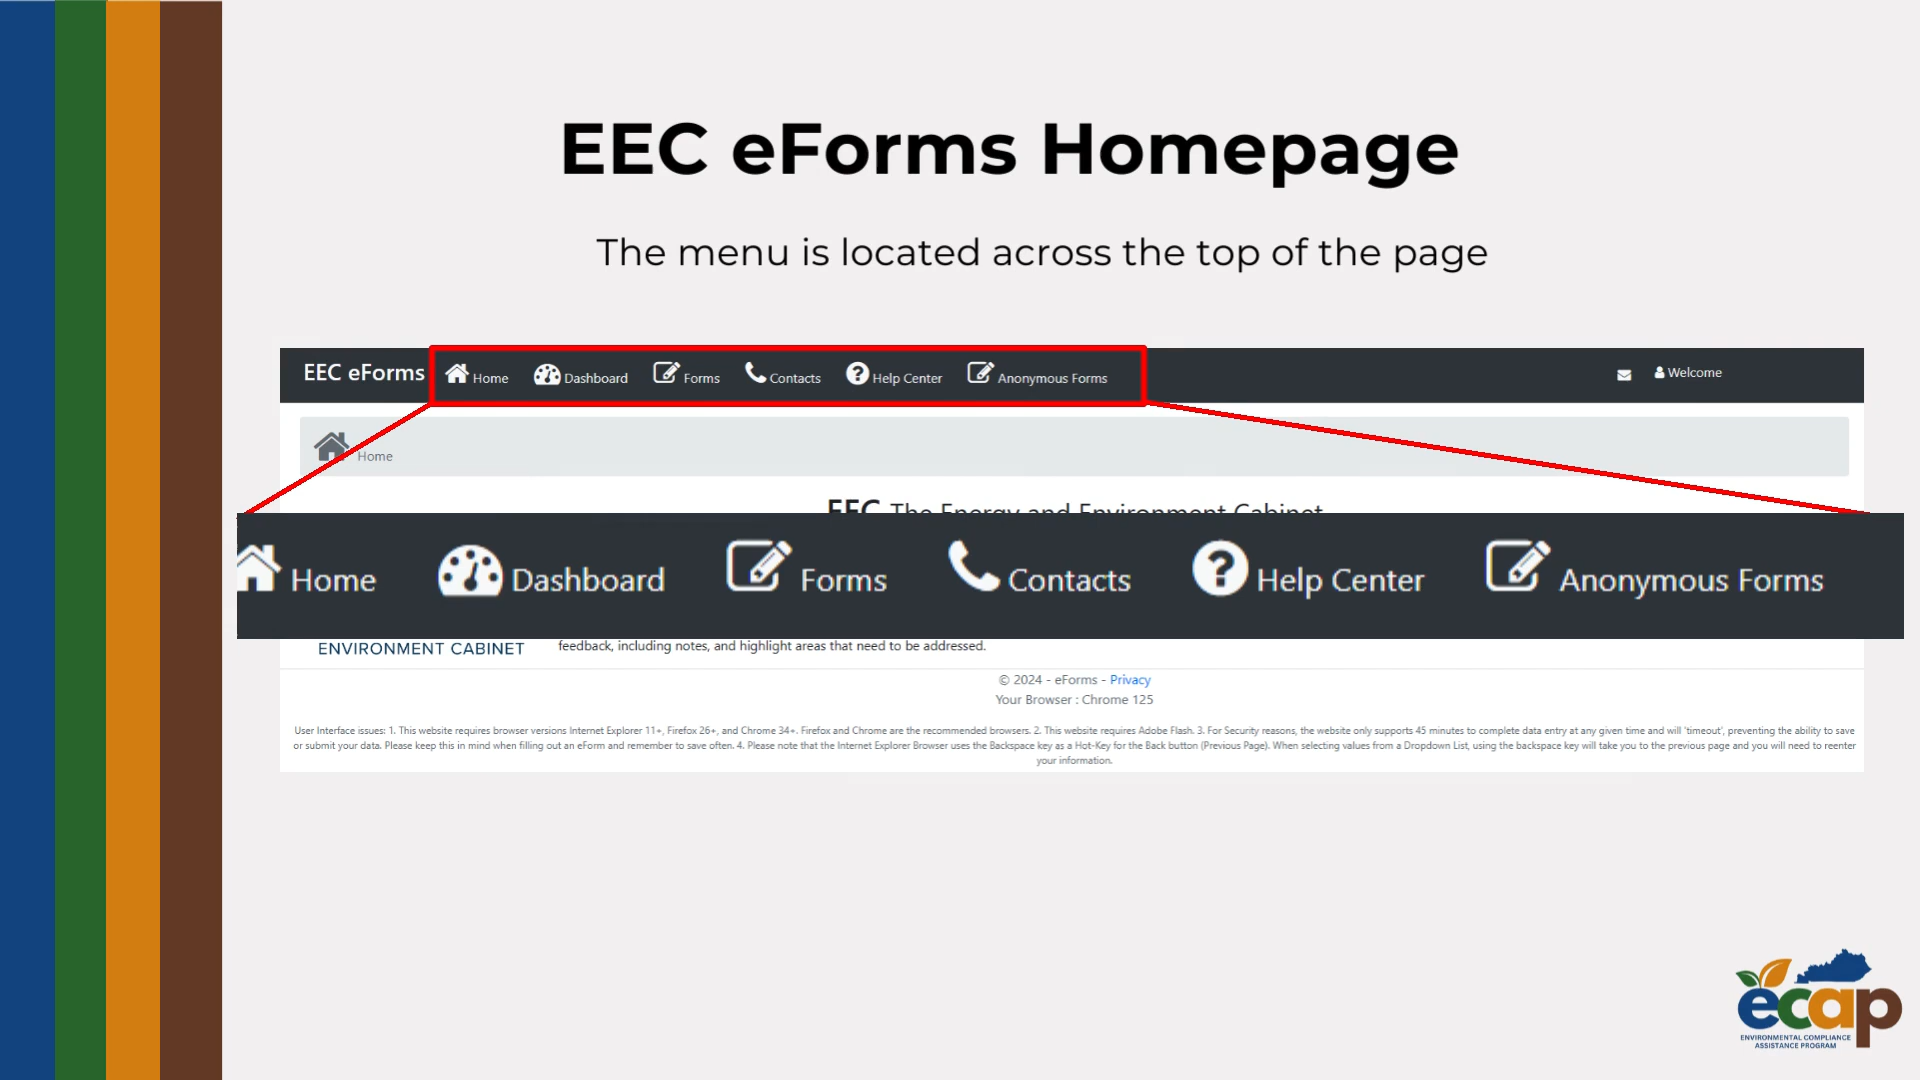 EEC eForms Homepage
The menu is located across the top of the page
EEC eForms Home Dashboard Forms Contacts Help Center Anonymous Forms Welcome
Home
EEC The Energy and Environment Cabinet
Home Dashboard Forms Contacts Help Center Anonymous Forms
ENVIRONMENT CABINET
feedback, including notes, and highlight areas that need to be addressed.
© 2024 - eForms - Privacy
Your Browser : Chrome 125
User Interface issues: 1. This website requires browser versions Internet Explorer 11+, Firefox 26+, and Chrome 34+. Firefox and Chrome are the recommended browsers. 2. This website requires Adobe Flash. 3. For Security reasons, the website only supports 45 minutes to complete data entry at any given time and will 'timeout', preventing the ability to save
or submit your data. Please keep this in mind when filling out an eForm and remember to save often. 4. Please note that the Internet Explorer Browser uses the Backspace key as a Hot-Key for the Back button (Previous Page). When selecting values from a Dropdown List, using the backspace key will take you to the previous page and you will need to reenter
your information.
ecap
ENVIRONMENTAL COMPLIANCE
ASSISTANCE PROGRAM